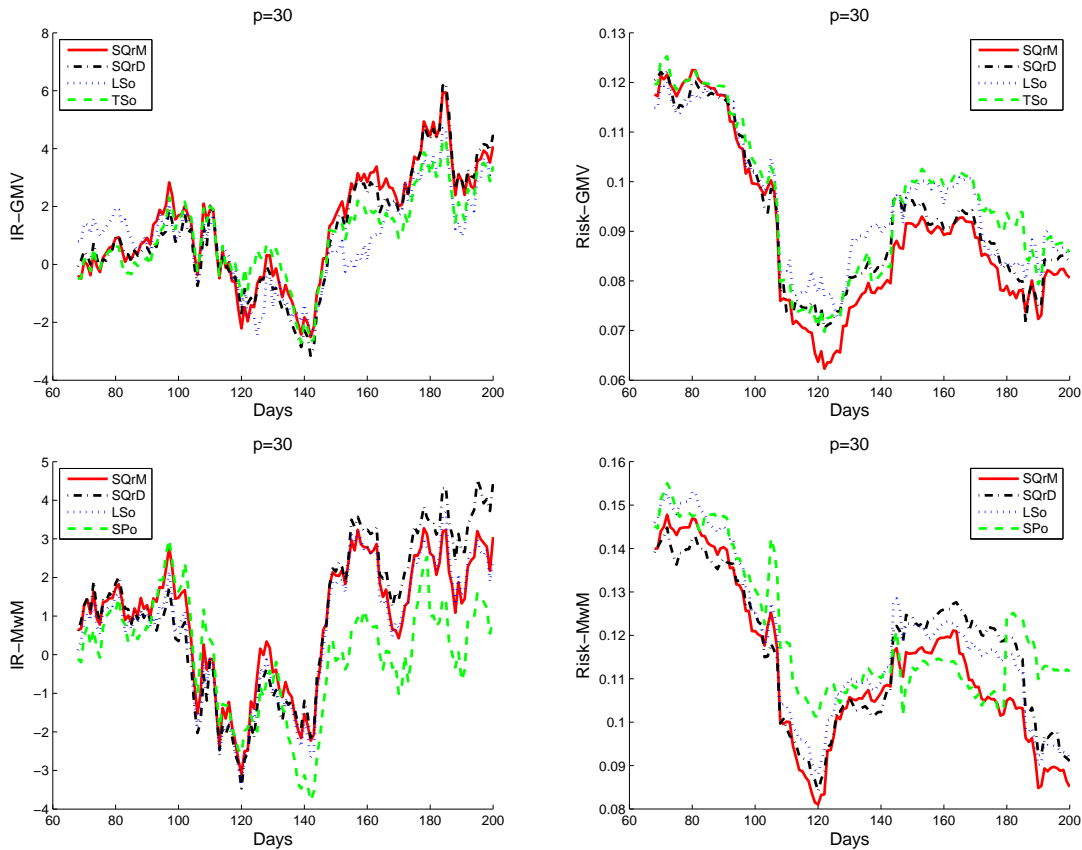 p=30
8
6
4
2
0
−2
−4
IR−GMV
SQrM
SQrD
LSo
TSo
60 80 100 120 140 160 180 200
Days
p=30
0.13
0.12
0.11
0.1
0.09
0.08
0.07
0.06
Risk−GMV
SQrM
SQrD
LSo
TSo
60 80 100 120 140 160 180 200
Days
p=30
5
4
3
2
1
0
−1
−2
−3
−4
IR−MwM
SQrM
SQrD
LSo
SPo
60 80 100 120 140 160 180 200
Days
p=30
0.16
0.15
0.14
0.13
0.12
0.11
0.1
0.09
0.08
Risk−MwM
SQrM
SQrD
LSo
SPo
60 80 100 120 140 160 180 200
Days